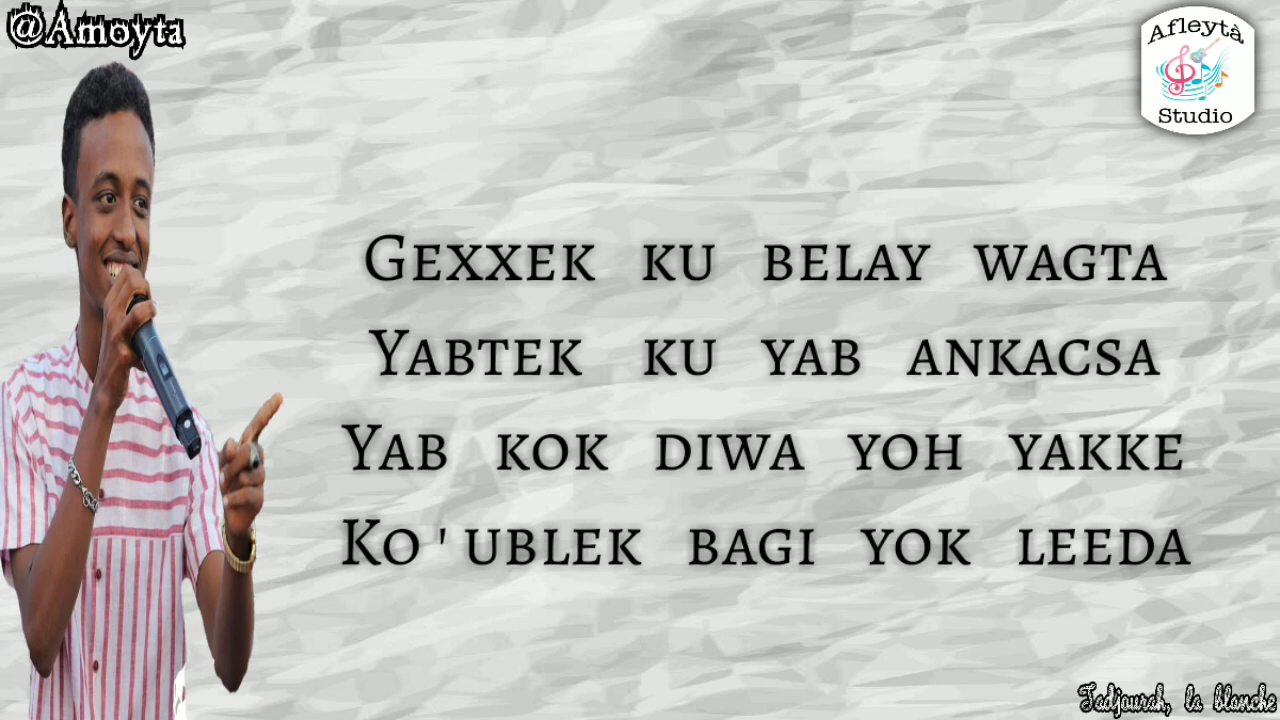 @Amoyta
Afleytà
Studio
Gexxek ku belay wagta
Yabtek ku yab ankacsa
Yab kok diwa yoh yakke
Ko'ublek bagi yok leeda
Tadjourah, la blanche